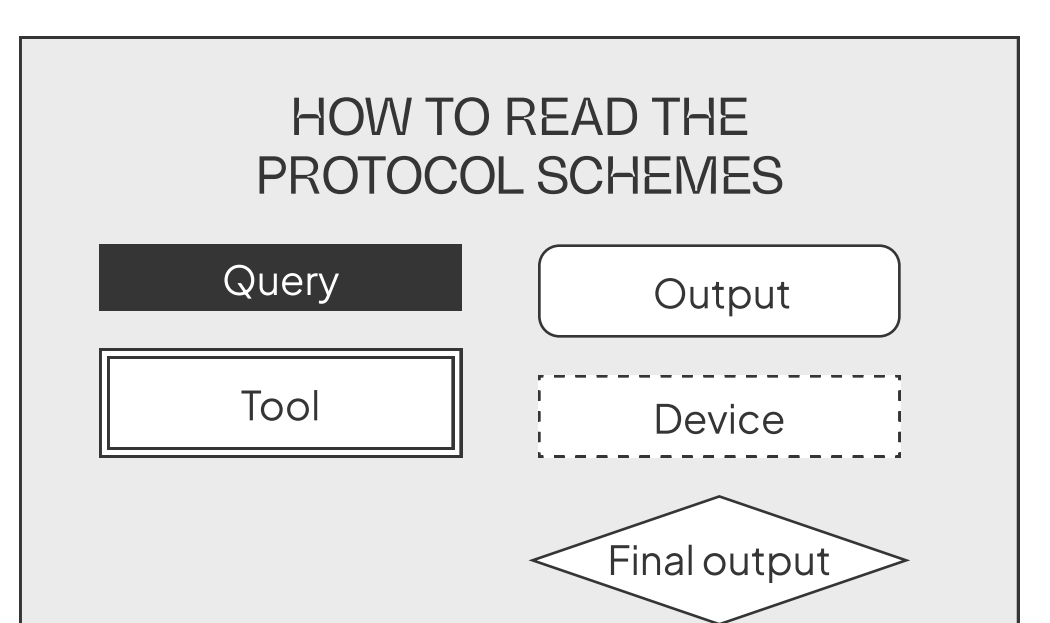 HOW TO READ THE
PROTOCOL SCHEMES
Query
Output
Tool
Device
Final output